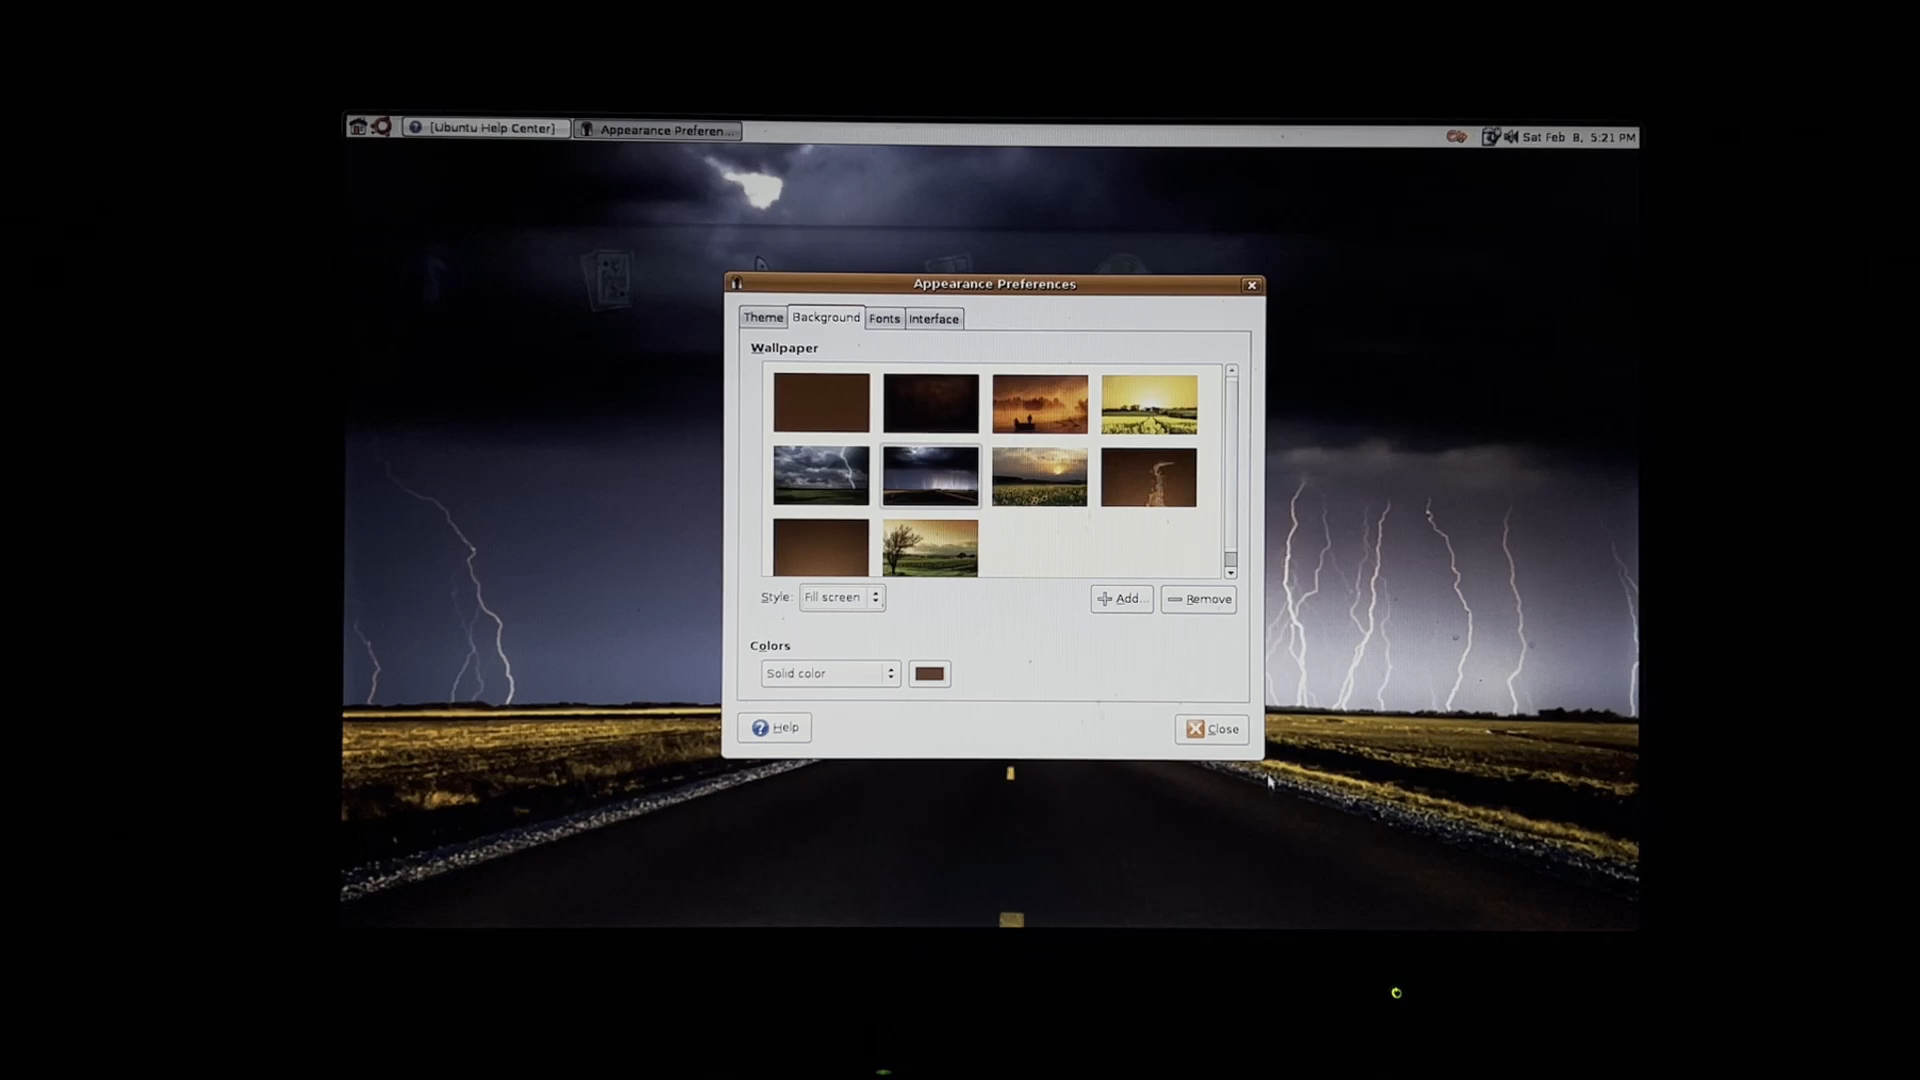 [Ubuntu Help Center]
Appearance Preferen...
Sat Feb 8, 5:21 PM
Appearance Preferences
Theme
Background
Fonts
Interface
Wallpaper
Style:
Fill screen
Add...
Remove
Colors
Solid color
Help
Close